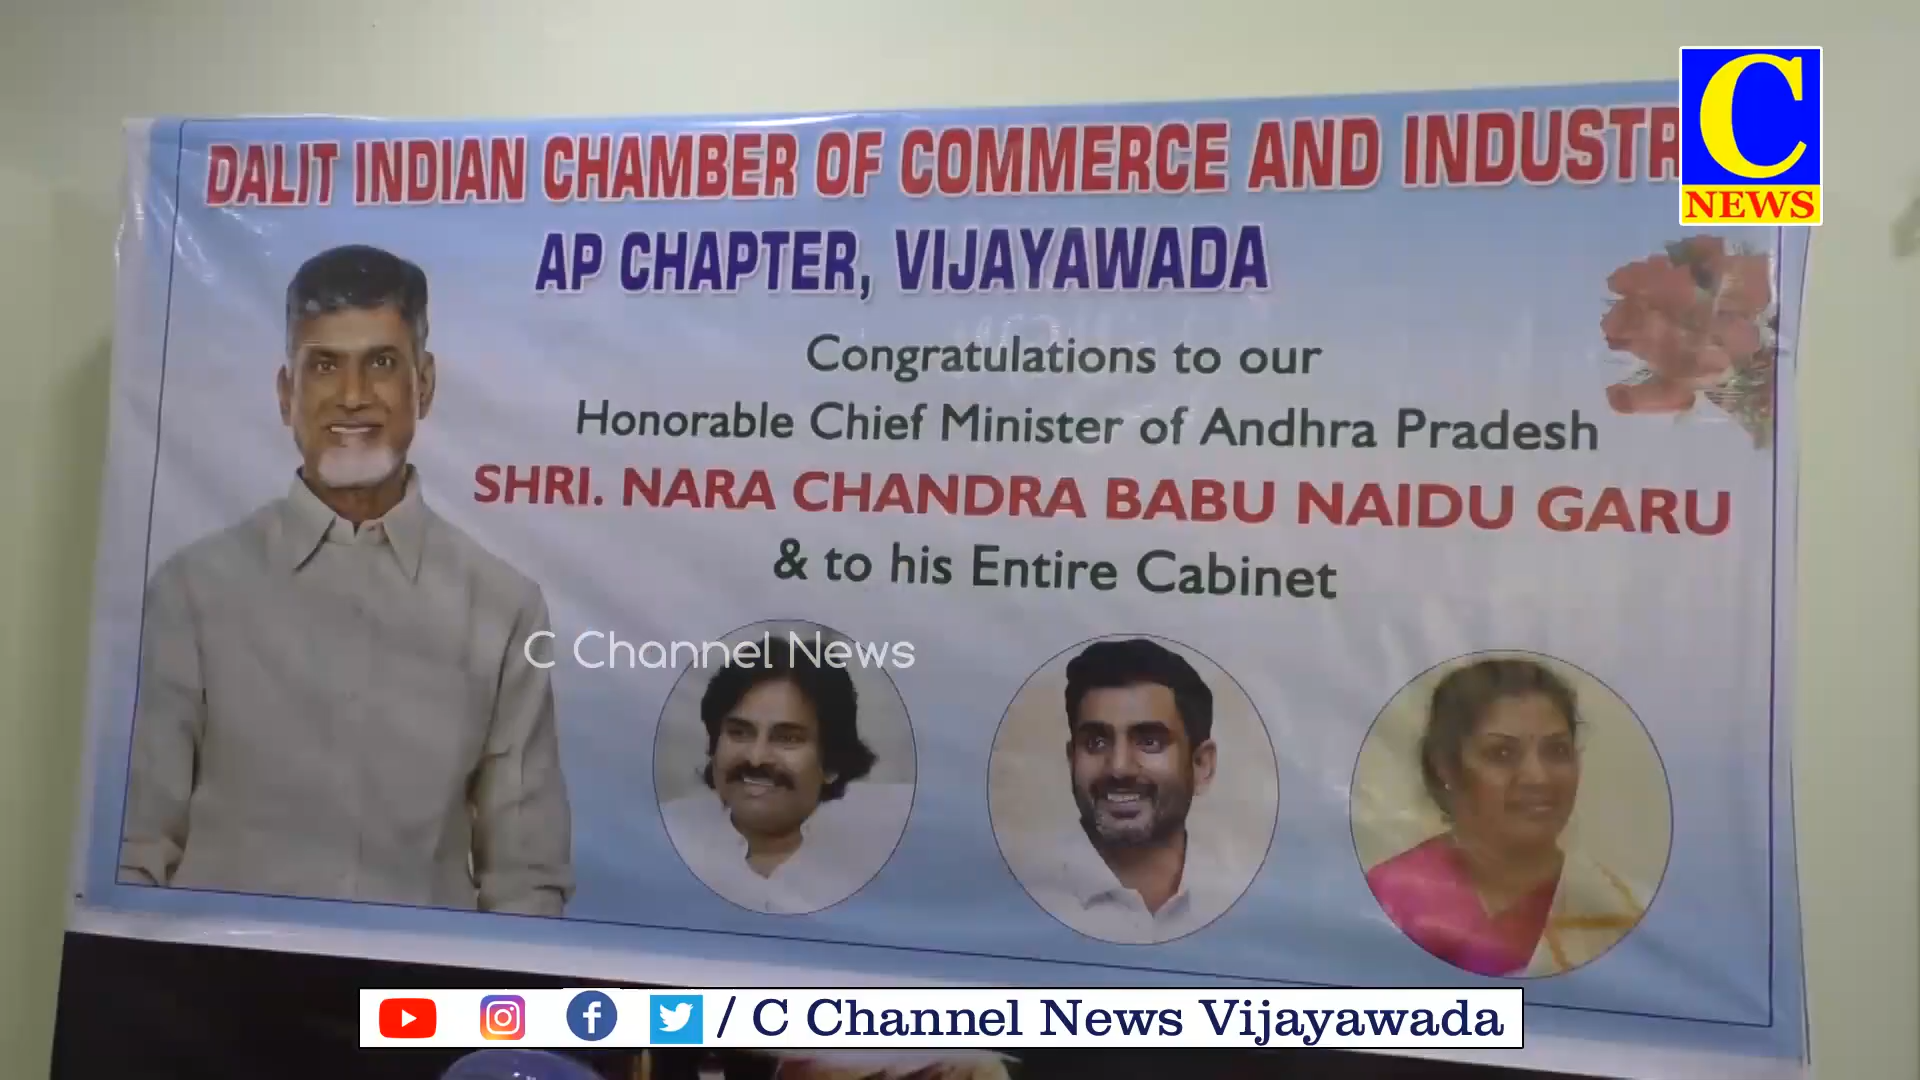 C
NEWS
DALIT INDIAN CHAMBER OF COMMERCE AND INDUSTR
AP CHAPTER, VIJAYAWADA
Congratulations to our
Honorable Chief Minister of Andhra Pradesh
SHRI. NARA CHANDRA BABU NAIDU GARU
& to his Entire Cabinet
C Channel News
/ C Channel News Vijayawada